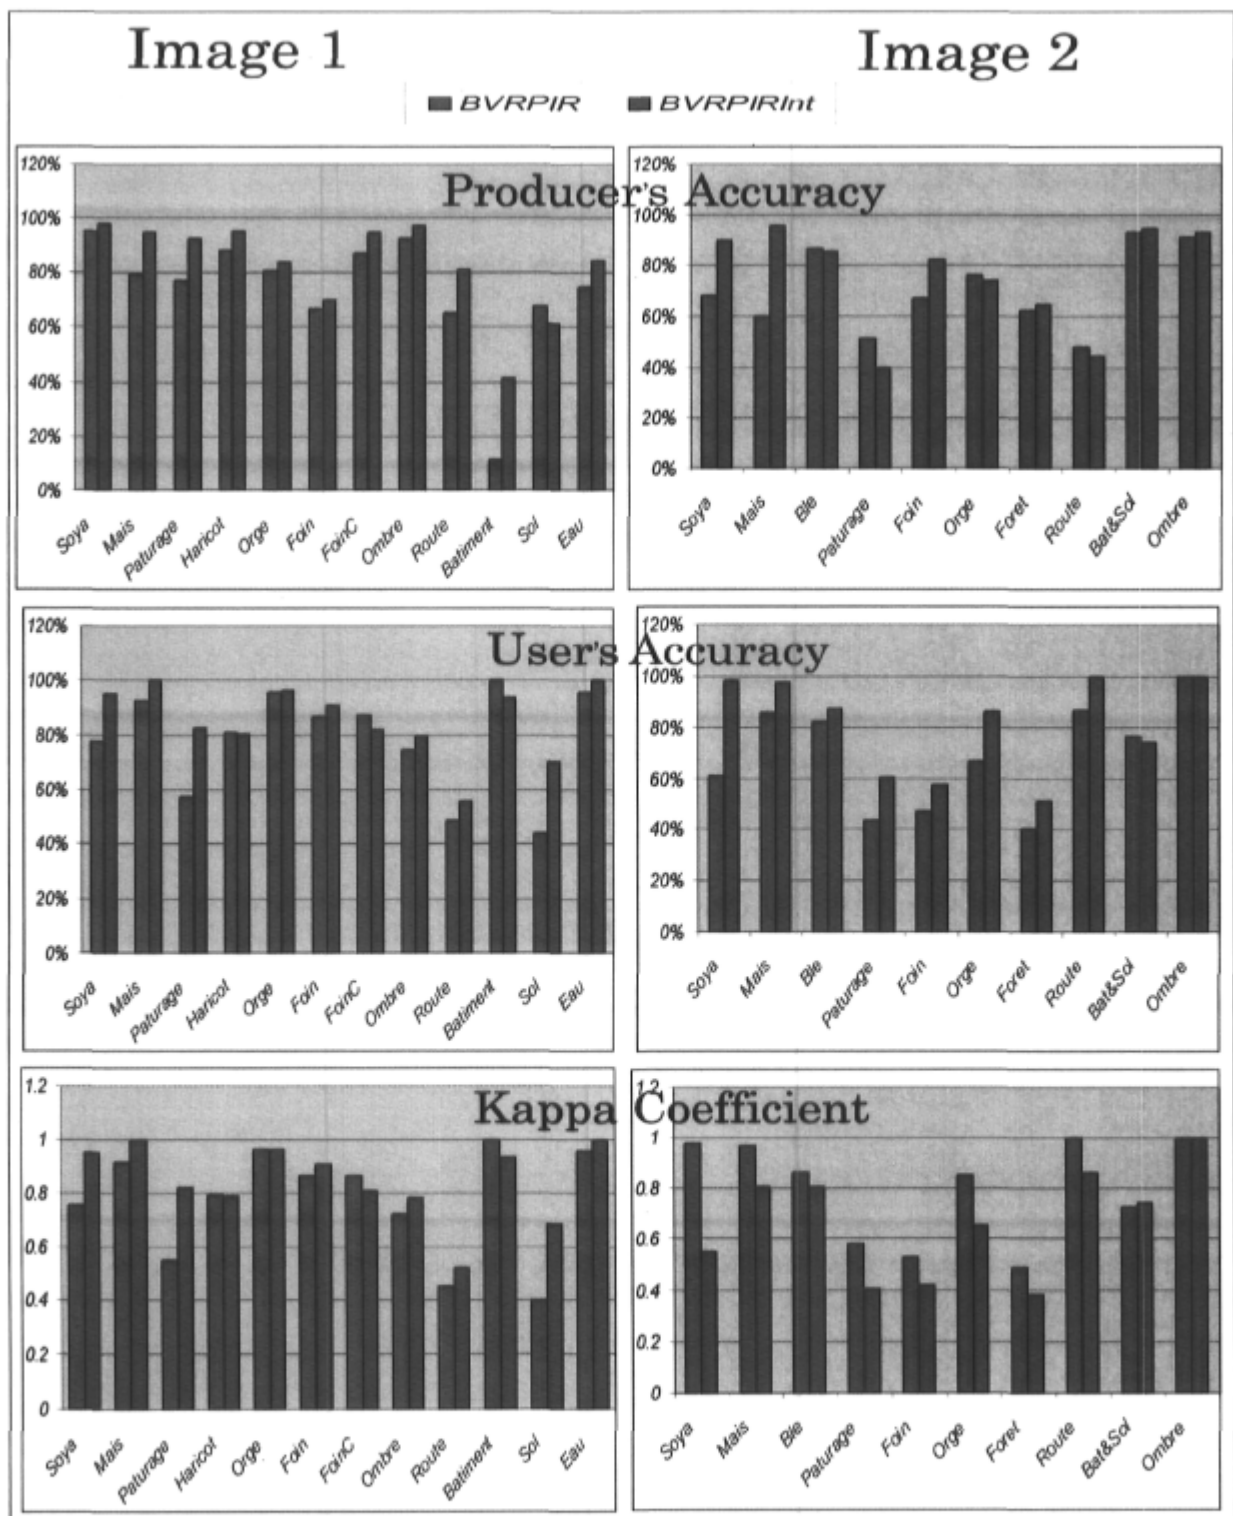 Image 1 Image 2
BVRPIR BVRPIRInt
Producer's Accuracy
120% 100% 80% 60% 40% 20% 0%
Soya Mais Paturage Haricot Orge Foin FoinC Ombre Route Batiment Sol Eau
120% 100% 80% 60% 40% 20% 0%
Soya Mais Ble Paturage Foin Orge Foret Route Bat&Sol Ombre
User's Accuracy
120% 100% 80% 60% 40% 20% 0%
Soya Mais Paturage Haricot Orge Foin FoinC Ombre Route Batiment Sol Eau
120% 100% 80% 60% 40% 20% 0%
Soya Mais Ble Paturage Foin Orge Foret Route Bat&Sol Ombre
Kappa Coefficient
1.2 1 0.8 0.6 0.4 0.2 0
Soya Mais Paturage Haricot Orge Foin FoinC Ombre Route Batiment Sol Eau
1.2 1 0.8 0.6 0.4 0.2 0
Soya Mais Ble Paturage Foin Orge Foret Route Bat&Sol Ombre